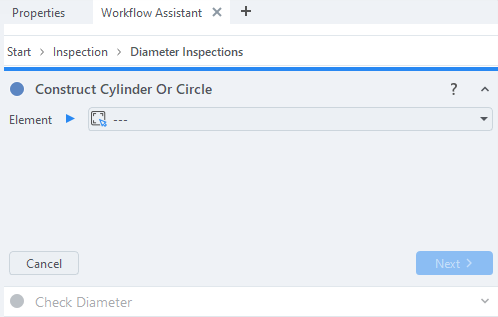 Properties Workflow Assistant × +
Start > Inspection > Diameter Inspections
Construct Cylinder Or Circle ?
Element ---
Cancel Next >
Check Diameter